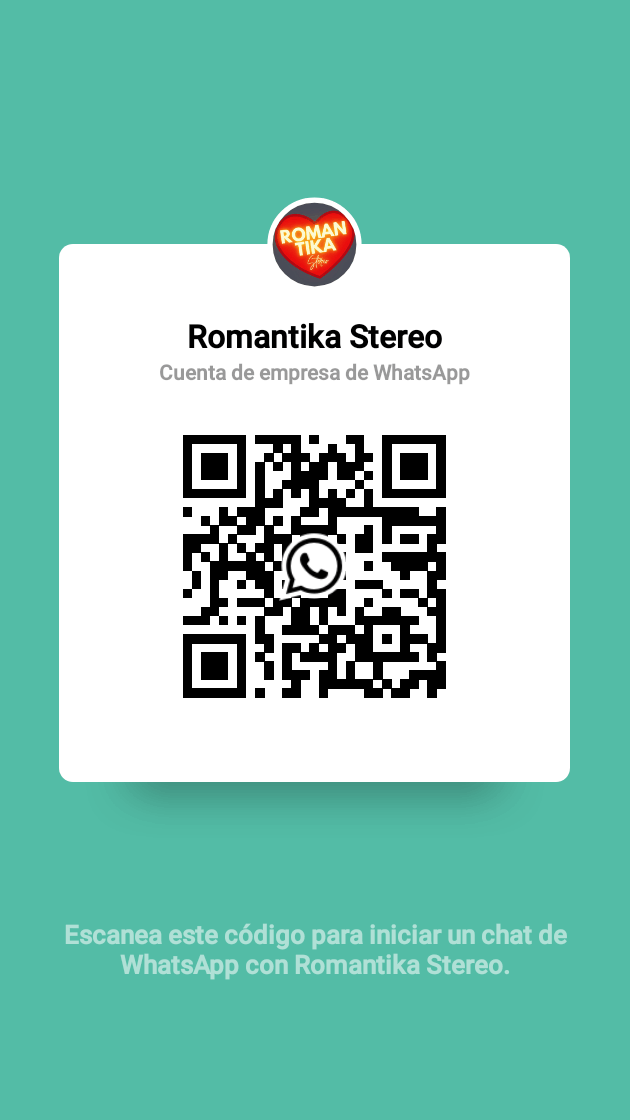 ROMAN
TIKA
Stereo
Romantika Stereo
Cuenta de empresa de WhatsApp
Escanea este código para iniciar un chat de
WhatsApp con Romantika Stereo.